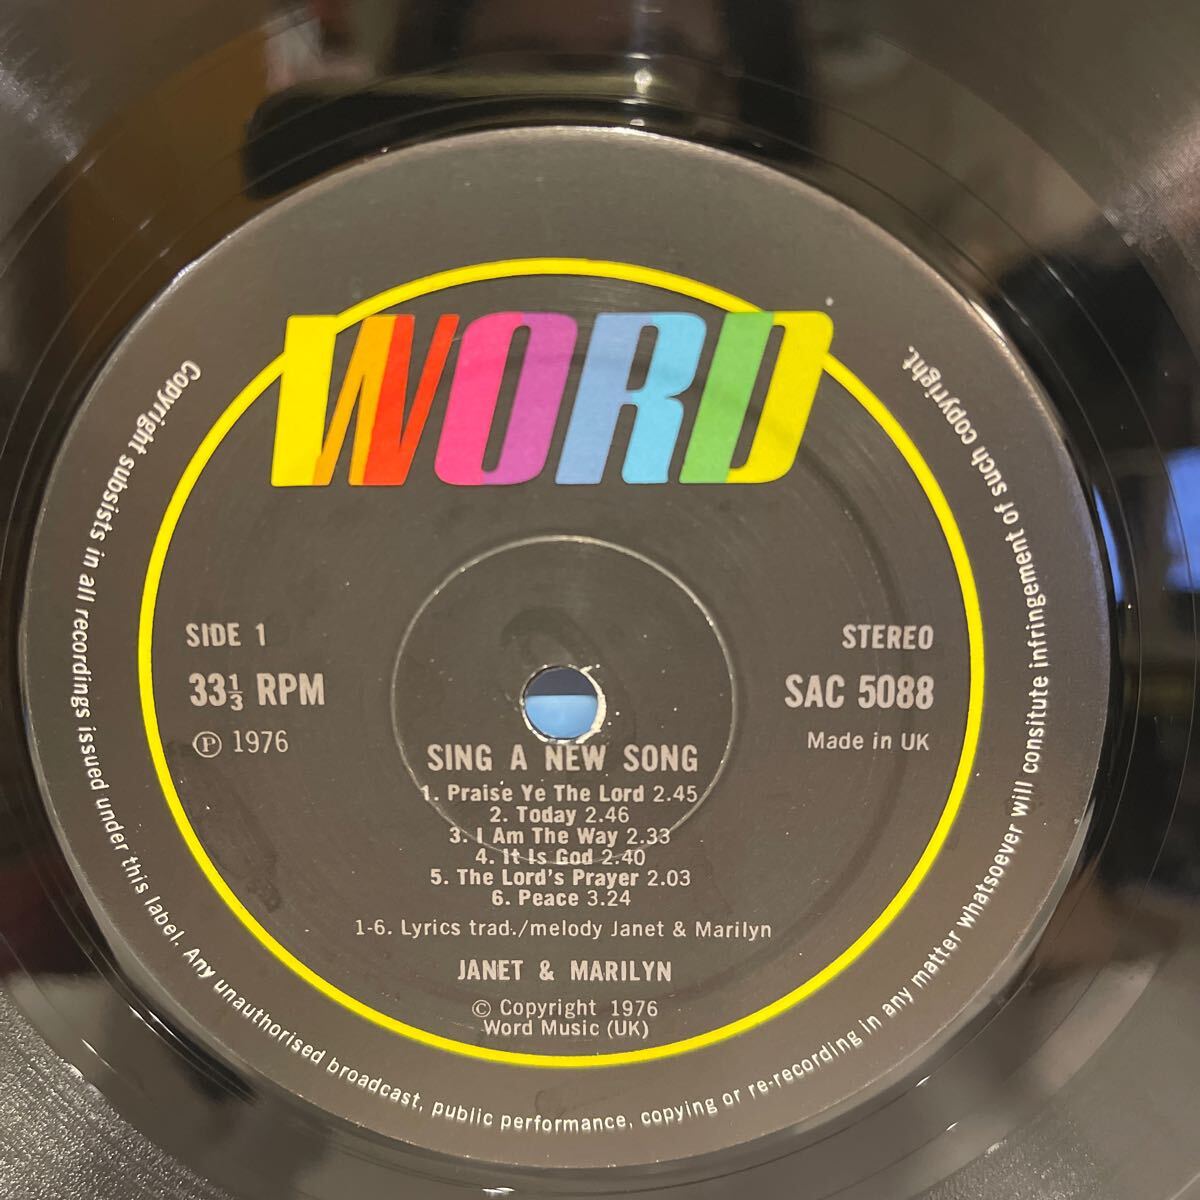 WORD
SIDE 1
33⅓ RPM
Ⓟ 1976
STEREO
SAC 5088
Made in UK
SING A NEW SONG
1. Praise Ye The Lord 2.45
2. Today 2.46
3. I Am The Way 2.33
4. It Is God 2.40
5. The Lord's Prayer 2.03
6. Peace 3.24
1-6. Lyrics trad./melody Janet & Marilyn
JANET & MARILYN
© Copyright 1976
Word Music (UK)
Copyright subsists in all recordings issued under this label. Any unauthorised broadcast, public performance, copying or re-recording in any matter whatsoever will consitute infringement of such copyright.